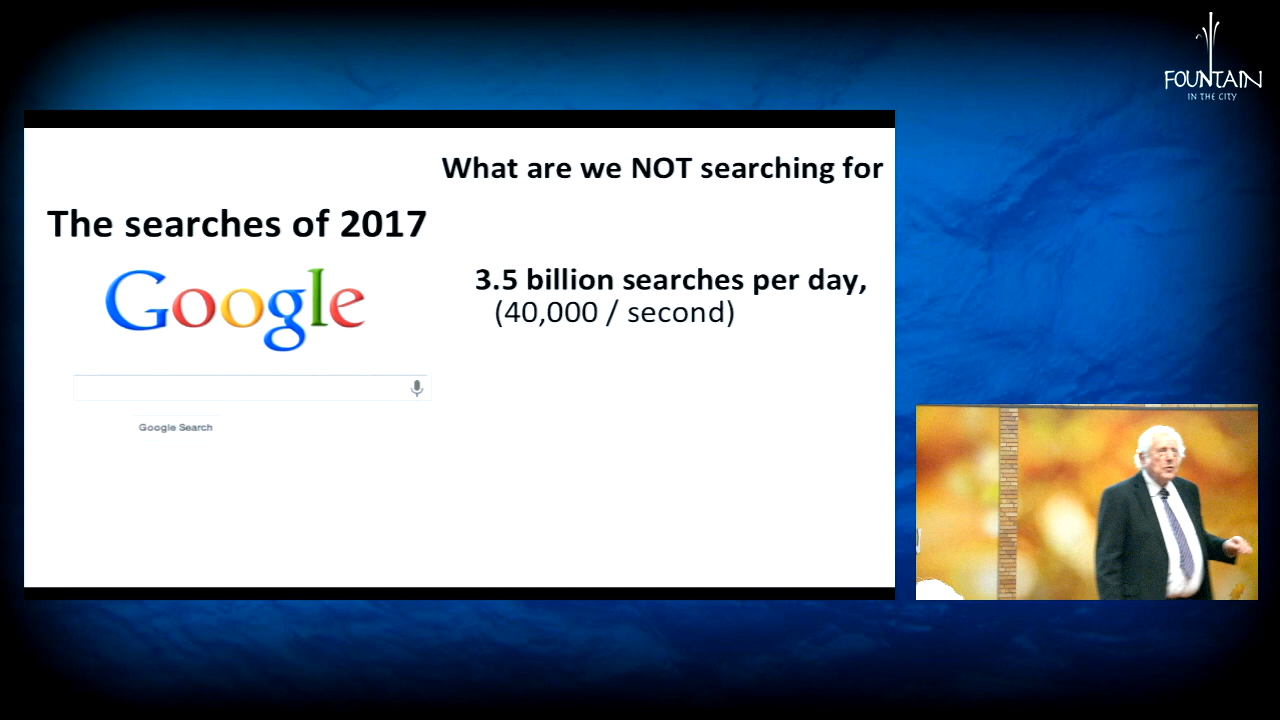 FOUNTAIN
IN THE CITY
What are we NOT searching for
The searches of 2017
Google
3.5 billion searches per day,
(40,000 / second)
Google Search